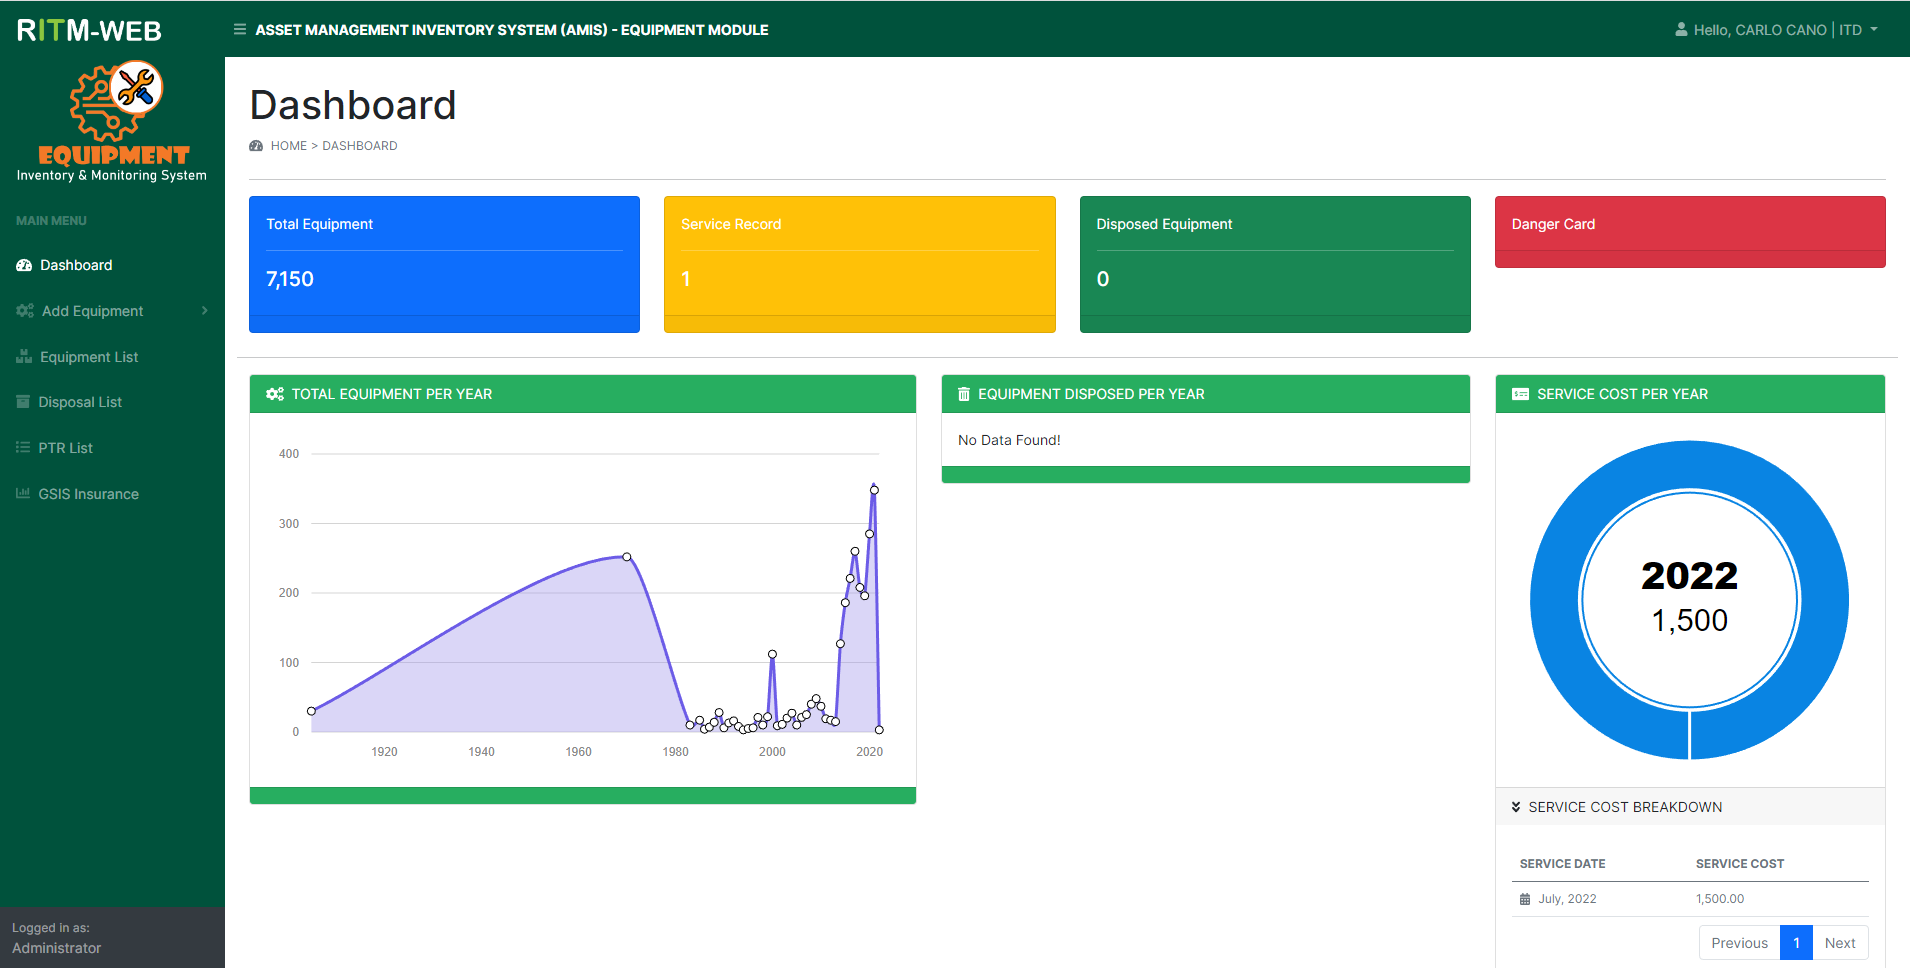 RITM-WEB
ASSET MANAGEMENT INVENTORY SYSTEM (AMIS) - EQUIPMENT MODULE
Hello, CARLO CANO | ITD
EQUIPMENT
Inventory & Monitoring System
MAIN MENU
Dashboard
Add Equipment
Equipment List
Disposal List
PTR List
GSIS Insurance
Logged in as:
Administrator
Dashboard
HOME > DASHBOARD
Total Equipment
7,150
Service Record
1
Disposed Equipment
0
Danger Card
TOTAL EQUIPMENT PER YEAR
400
300
200
100
0
1920 1940 1960 1980 2000 2020
EQUIPMENT DISPOSED PER YEAR
No Data Found!
SERVICE COST PER YEAR
2022
1,500
SERVICE COST BREAKDOWN
SERVICE DATE SERVICE COST
July, 2022 1,500.00
Previous 1 Next